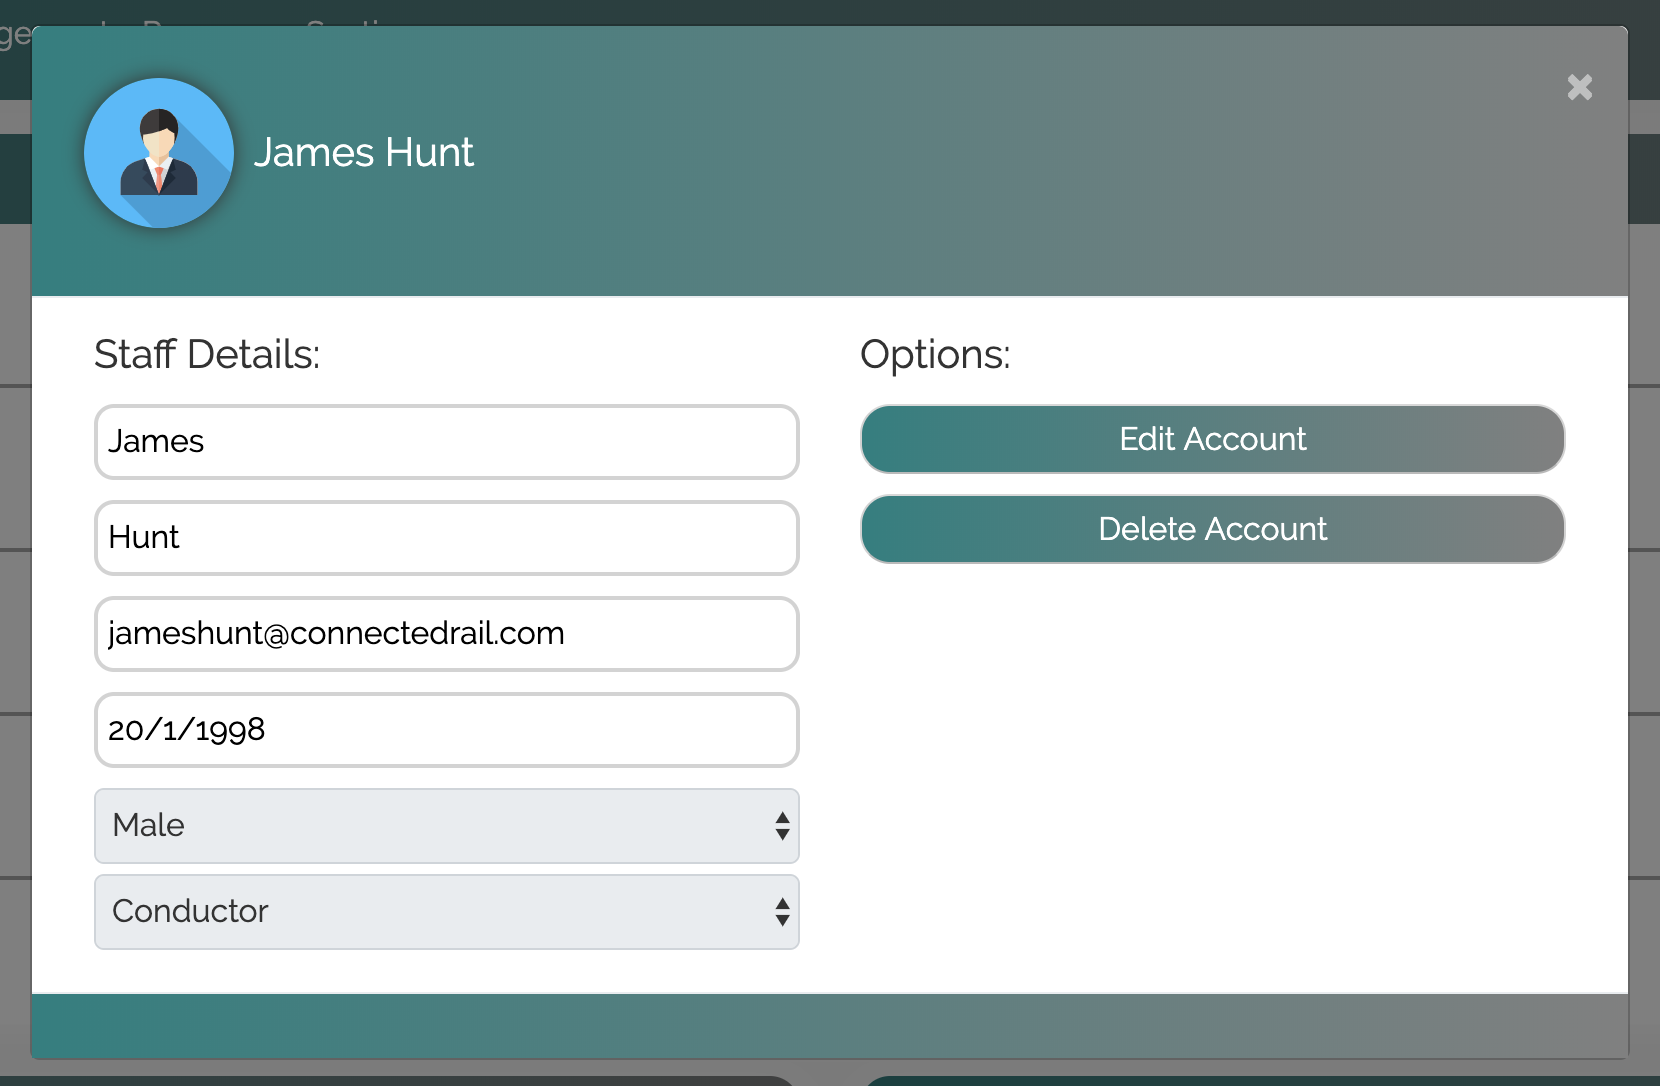 James Hunt
Staff Details:
James
Hunt
jameshunt@connectedrail.com
20/1/1998
Male
Conductor
Options:
Edit Account
Delete Account